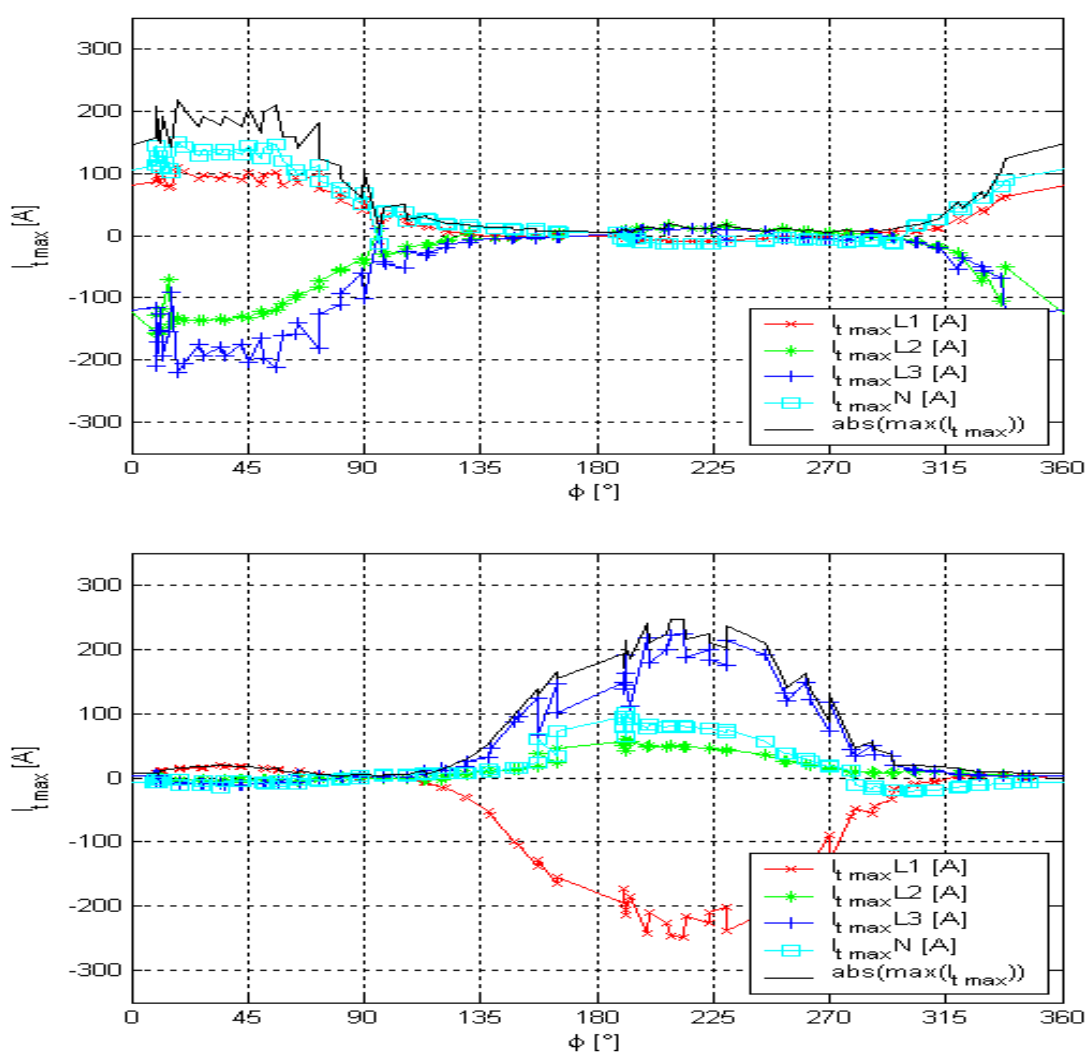 300
200
100
0
-100
-200
-300
I t max [A]
I t max L1 [A]
I t max L2 [A]
I t max L3 [A]
I t max N [A]
abs(max(I t max))
0 45 90 135 180 225 270 315 360
ϕ [°]
300
200
100
0
-100
-200
-300
I t max [A]
I t max L1 [A]
I t max L2 [A]
I t max L3 [A]
I t max N [A]
abs(max(I t max))
0 45 90 135 180 225 270 315 360
ϕ [°]